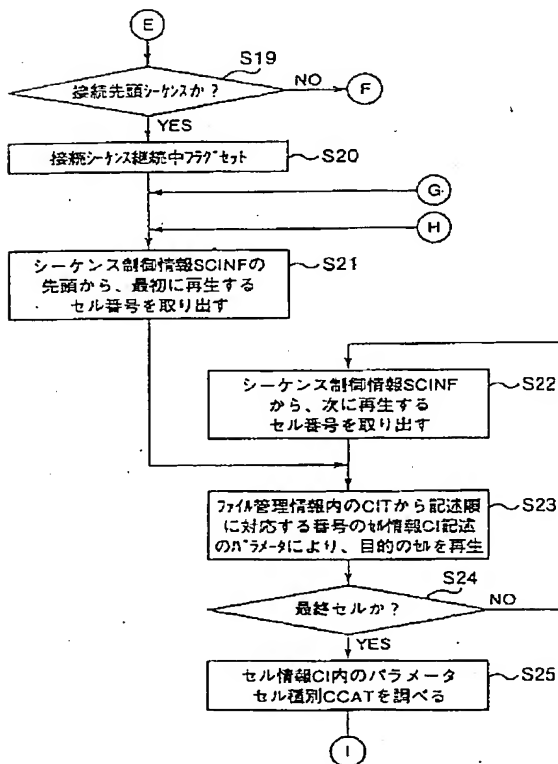 E
S19
接続先頭シーケンスか？
NO
F
YES
接続シーケンス継続中フラグセット
S20
G
H
シーケンス制御情報SCINFの
先頭から、最初に再生する
セル番号を取り出す
S21
シーケンス制御情報SCINF
から、次に再生する
セル番号を取り出す
S22
ファイル管理情報内のCITから記述順
に対応する番号のセル情報CI記述
のパラメータにより、目的のセルを再生
S23
S24
最終セルか？
NO
YES
セル情報CI内のパラメータ
セル種別CCATを調べる
S25
I